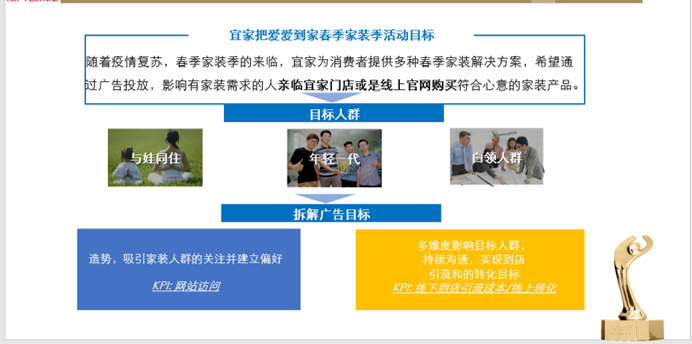 宜家把爱爱到家春季家装季活动目标
随着疫情复苏，春季家装季的来临，宜家为消费者提供多种春季家装解决方案，希望通
过广告投放，影响有家装需求的人亲临宜家门店或是线上官网购买符合心意的家装产品。
目标人群
与娃同住
年轻一代
白领人群
拆解广告目标
造势，吸引家装人群的关注并建立偏好
KPI: 网站访问
多维度影响目标人群，
持续沟通，实现到店
引流和的转化目标
KPI: 线下到店引流成本/线上转化